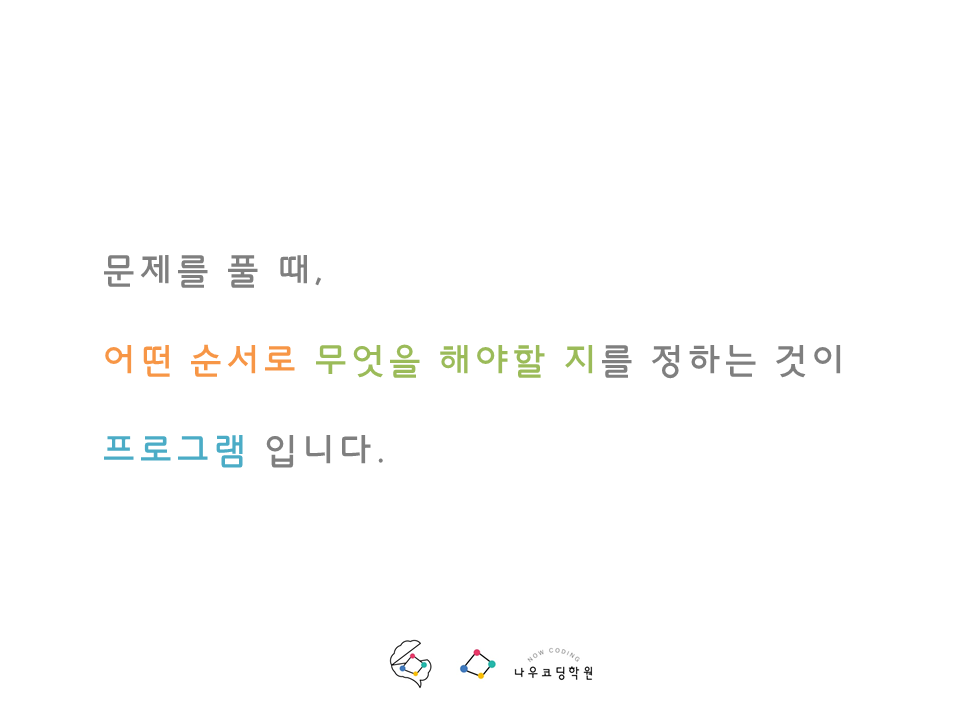 문제를 풀 때,
어떤 순서로 무엇을 해야할 지를 정하는 것이
프로그램 입니다.
NOW CODING
나우코딩학원